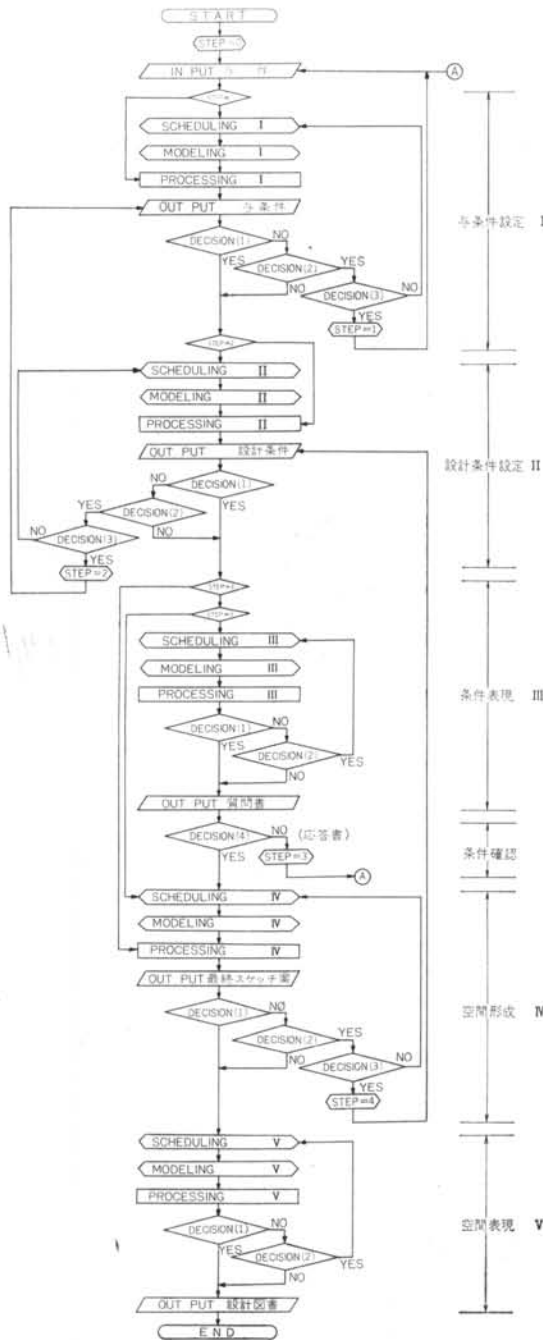 START
STEP=0
IN PUT 与 件
A
SCHEDULING I
MODELING I
PROCESSING I
OUT PUT 与条件
DECISION(1)
NO
YES
DECISION(2)
YES
NO
DECISION(3)
NO
YES
STEP=1
与条件設定 I
SCHEDULING II
MODELING II
PROCESSING II
OUT PUT 設計条件
DECISION(1)
NO
YES
DECISION(2)
YES
NO
DECISION(3)
NO
YES
STEP=2
設計条件設定 II
SCHEDULING III
MODELING III
PROCESSING III
DECISION(1)
NO
YES
DECISION(2)
YES
NO
OUT PUT 質問書
条件表現 III
DECISION(4)
NO (応答書)
YES
STEP=3
A
条件確認
SCHEDULING IV
MODELING IV
PROCESSING IV
OUT PUT 最終スケッチ案
DECISION(1)
NØ
DECISION(2)
YES
NO
DECISION(3)
NO
YES
STEP=4
空間形成 IV
SCHEDULING V
MODELING V
PROCESSING V
DECISION(1)
NO
YES
DECISION(2)
YES
NO
OUT PUT 設計図書
END
空間表現 V